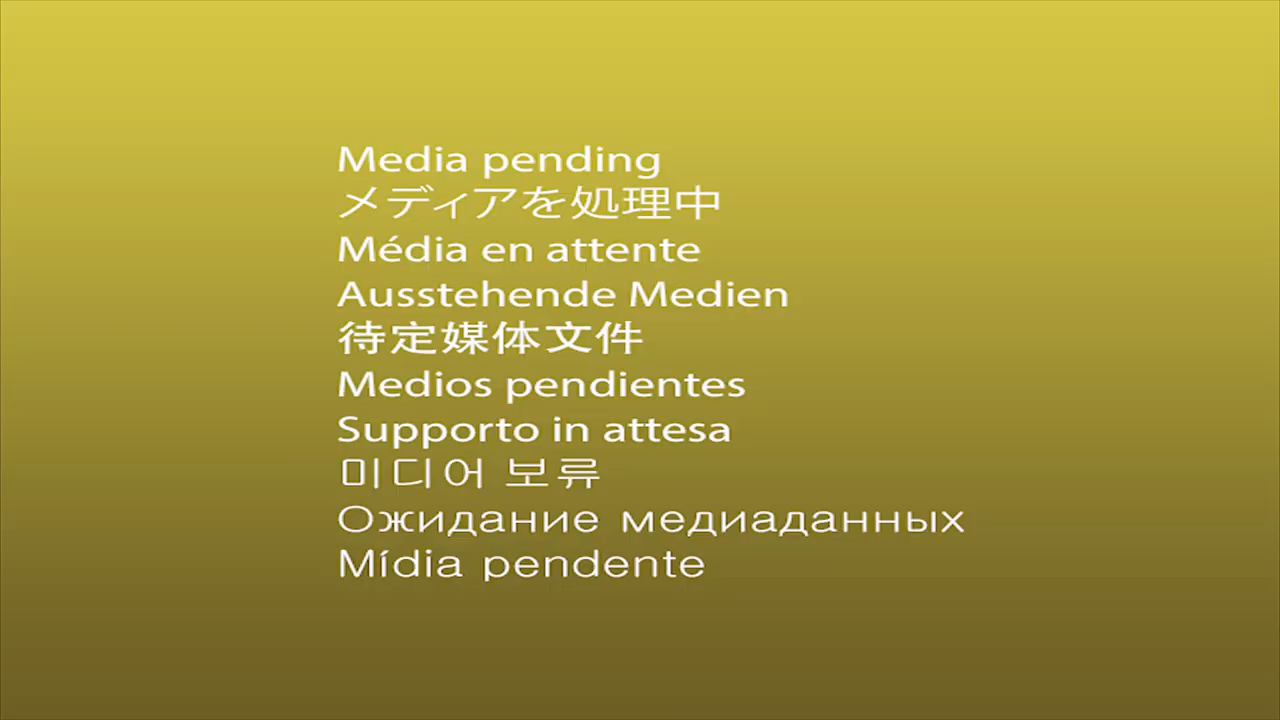 Media pending
メディアを処理中
Média en attente
Ausstehende Medien
待定媒体文件
Medios pendientes
Supporto in attesa
미디어 보류
Ожидание медиаданных
Mídia pendente